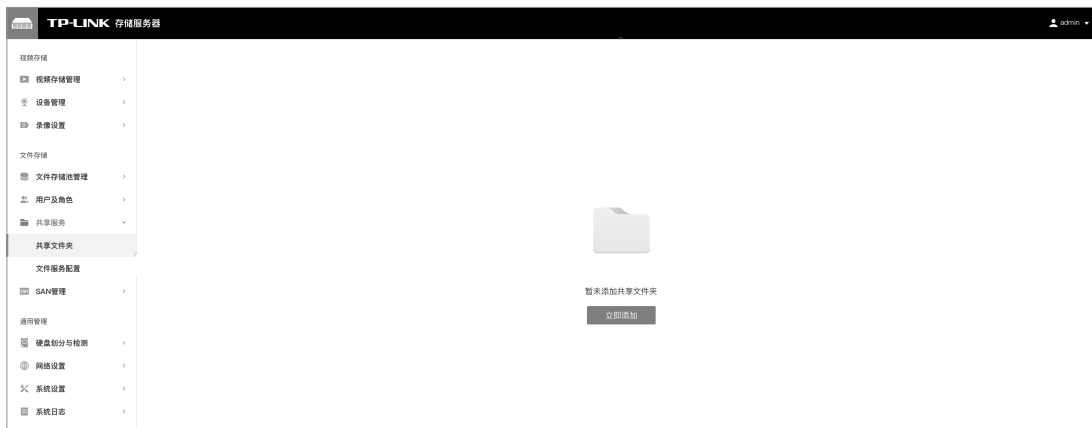 TP-LINK 存储服务器
admin
视频存储
视频存储管理
设备管理
录像设置
文件存储
文件存储池管理
用户及角色
共享服务
共享文件夹
文件服务配置
SAN管理
通用管理
硬盘划分与检测
网络设置
系统设置
系统日志
暂未添加共享文件夹
立即添加